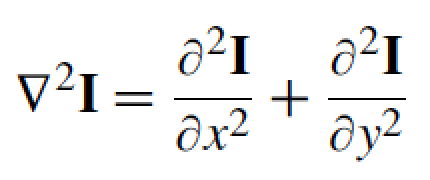 ∇²𝐈 = ∂²𝐈/∂x² + ∂²𝐈/∂y²